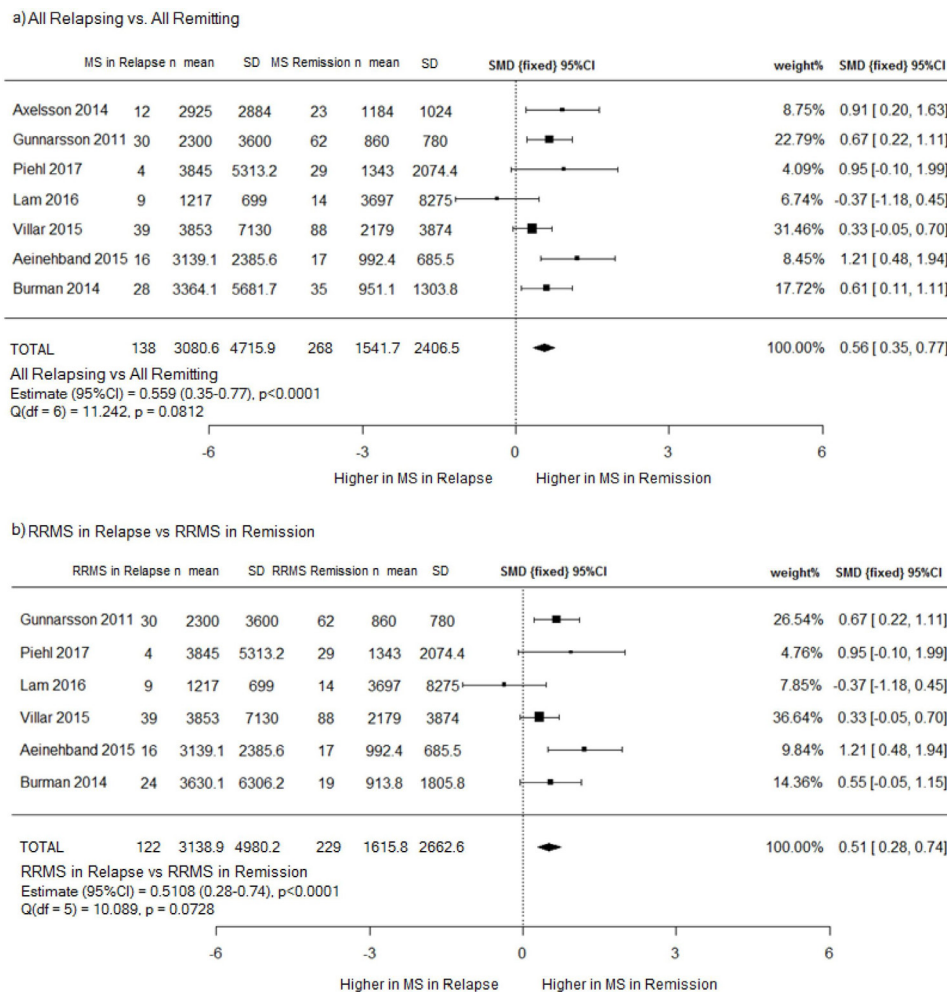 a) All Relapsing vs. All Remitting
MS in Relapse n mean SD MS Remission n mean SD SMD {fixed} 95%CI weight% SMD {fixed} 95%CI
Axelsson 2014 12 2925 2884 23 1184 1024 8.75% 0.91 [ 0.20, 1.63]
Gunnarsson 2011 30 2300 3600 62 860 780 22.79% 0.67 [ 0.22, 1.11]
Piehl 2017 4 3845 5313.2 29 1343 2074.4 4.09% 0.95 [-0.10, 1.99]
Lam 2016 9 1217 699 14 3697 8275 6.74% -0.37 [-1.18, 0.45]
Villar 2015 39 3853 7130 88 2179 3874 31.46% 0.33 [-0.05, 0.70]
Aeinehband 2015 16 3139.1 2385.6 17 992.4 685.5 8.45% 1.21 [ 0.48, 1.94]
Burman 2014 28 3364.1 5681.7 35 951.1 1303.8 17.72% 0.61 [ 0.11, 1.11]
TOTAL 138 3080.6 4715.9 268 1541.7 2406.5 100.00% 0.56 [ 0.35, 0.77]
All Relapsing vs All Remitting
Estimate (95%CI) = 0.559 (0.35-0.77), p<0.0001
Q(df = 6) = 11.242, p = 0.0812
-6 -3 0 3 6
Higher in MS in Relapse Higher in MS in Remission
b) RRMS in Relapse vs RRMS in Remission
RRMS in Relapse n mean SD RRMS Remission n mean SD SMD {fixed} 95%CI weight% SMD {fixed} 95%CI
Gunnarsson 2011 30 2300 3600 62 860 780 26.54% 0.67 [ 0.22, 1.11]
Piehl 2017 4 3845 5313.2 29 1343 2074.4 4.76% 0.95 [-0.10, 1.99]
Lam 2016 9 1217 699 14 3697 8275 7.85% -0.37 [-1.18, 0.45]
Villar 2015 39 3853 7130 88 2179 3874 36.64% 0.33 [-0.05, 0.70]
Aeinehband 2015 16 3139.1 2385.6 17 992.4 685.5 9.84% 1.21 [ 0.48, 1.94]
Burman 2014 24 3630.1 6306.2 19 913.8 1805.8 14.36% 0.55 [-0.05, 1.15]
TOTAL 122 3138.9 4980.2 229 1615.8 2662.6 100.00% 0.51 [ 0.28, 0.74]
RRMS in Relapse vs RRMS in Remission
Estimate (95%CI) = 0.5108 (0.28-0.74), p<0.0001
Q(df = 5) = 10.089, p = 0.0728
-6 -3 0 3 6
Higher in MS in Relapse Higher in MS in Remission